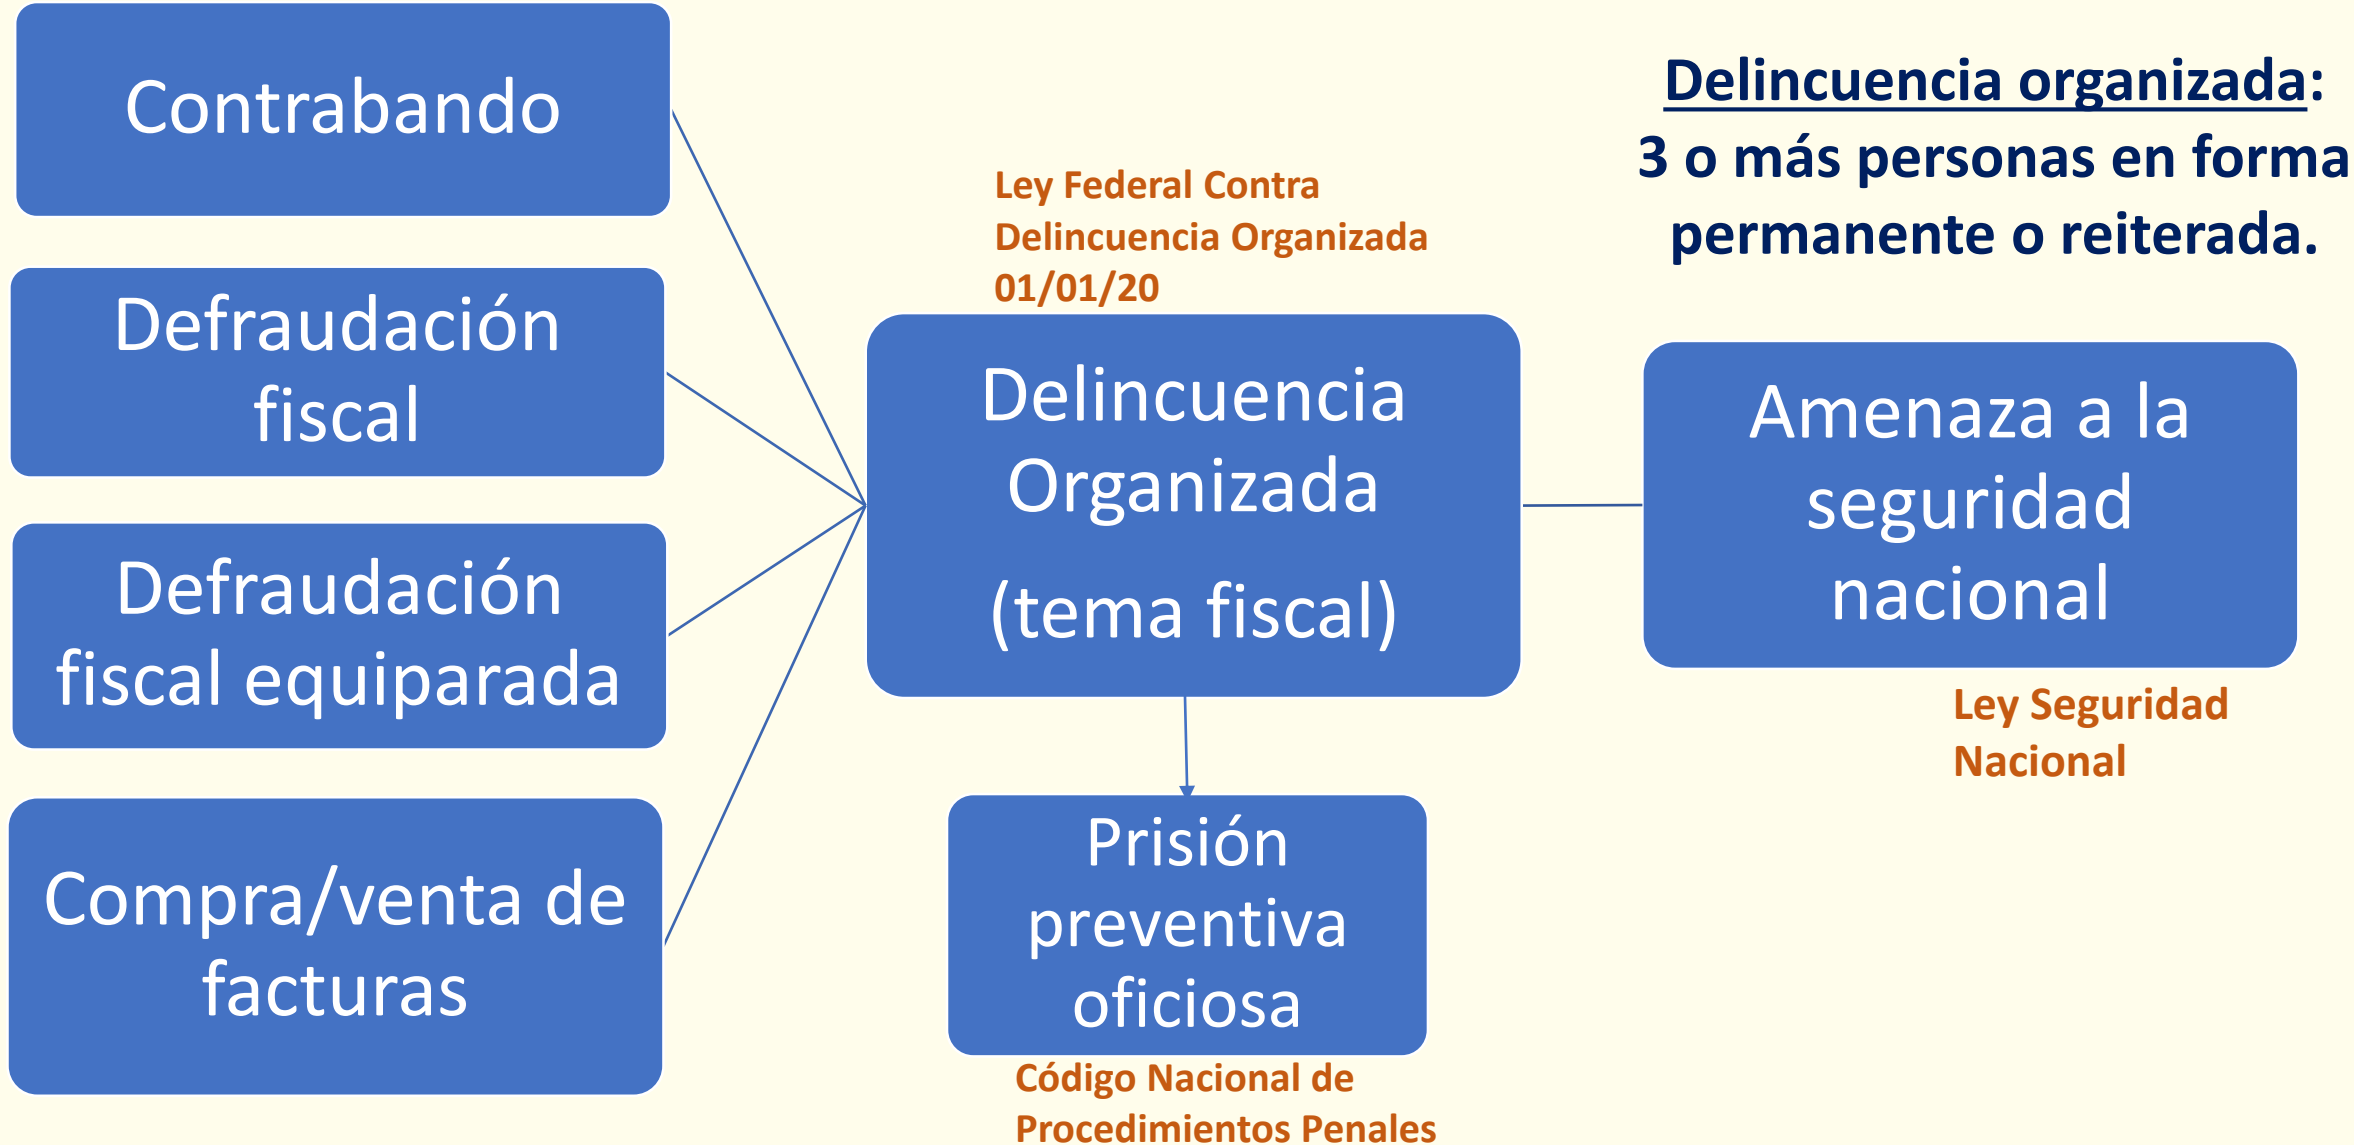 Contrabando
Defraudación
fiscal
Defraudación
fiscal equiparada
Compra/venta de
facturas
Ley Federal Contra
Delincuencia Organizada
01/01/20
Delincuencia
Organizada
(tema fiscal)
Prisión
preventiva
oficiosa
Código Nacional de
Procedimientos Penales
Delincuencia organizada:
3 o más personas en forma
permanente o reiterada.
Amenaza a la
seguridad
nacional
Ley Seguridad
Nacional